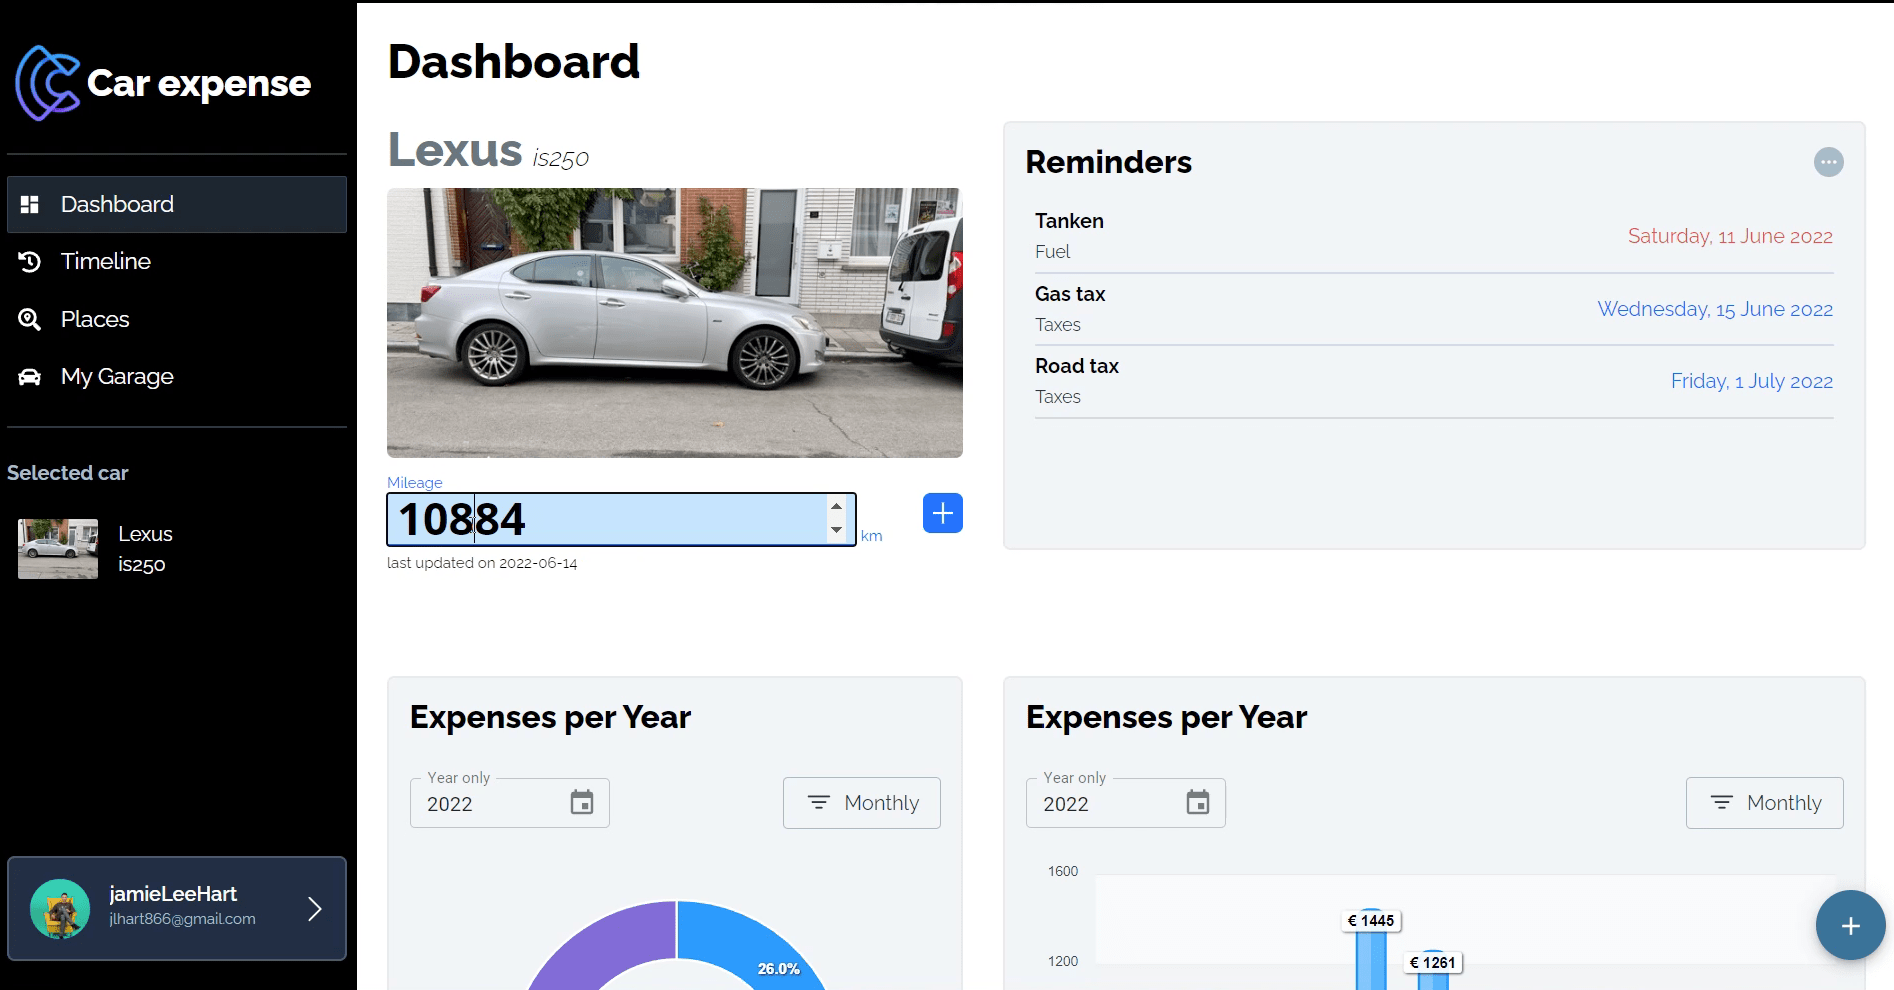 Car expense
Dashboard
Timeline
Places
My Garage
Selected car
Lexus
is250
jamieLeeHart
jlhart866@gmail.com
Dashboard
Lexus is250
Mileage
10884
km
last updated on 2022-06-14
Reminders
Tanken
Fuel
Saturday, 11 June 2022
Gas tax
Taxes
Wednesday, 15 June 2022
Road tax
Taxes
Friday, 1 July 2022
Expenses per Year
Year only
2022
Monthly
26.0%
Expenses per Year
Year only
2022
Monthly
1600
€ 1445
1200
€ 1261